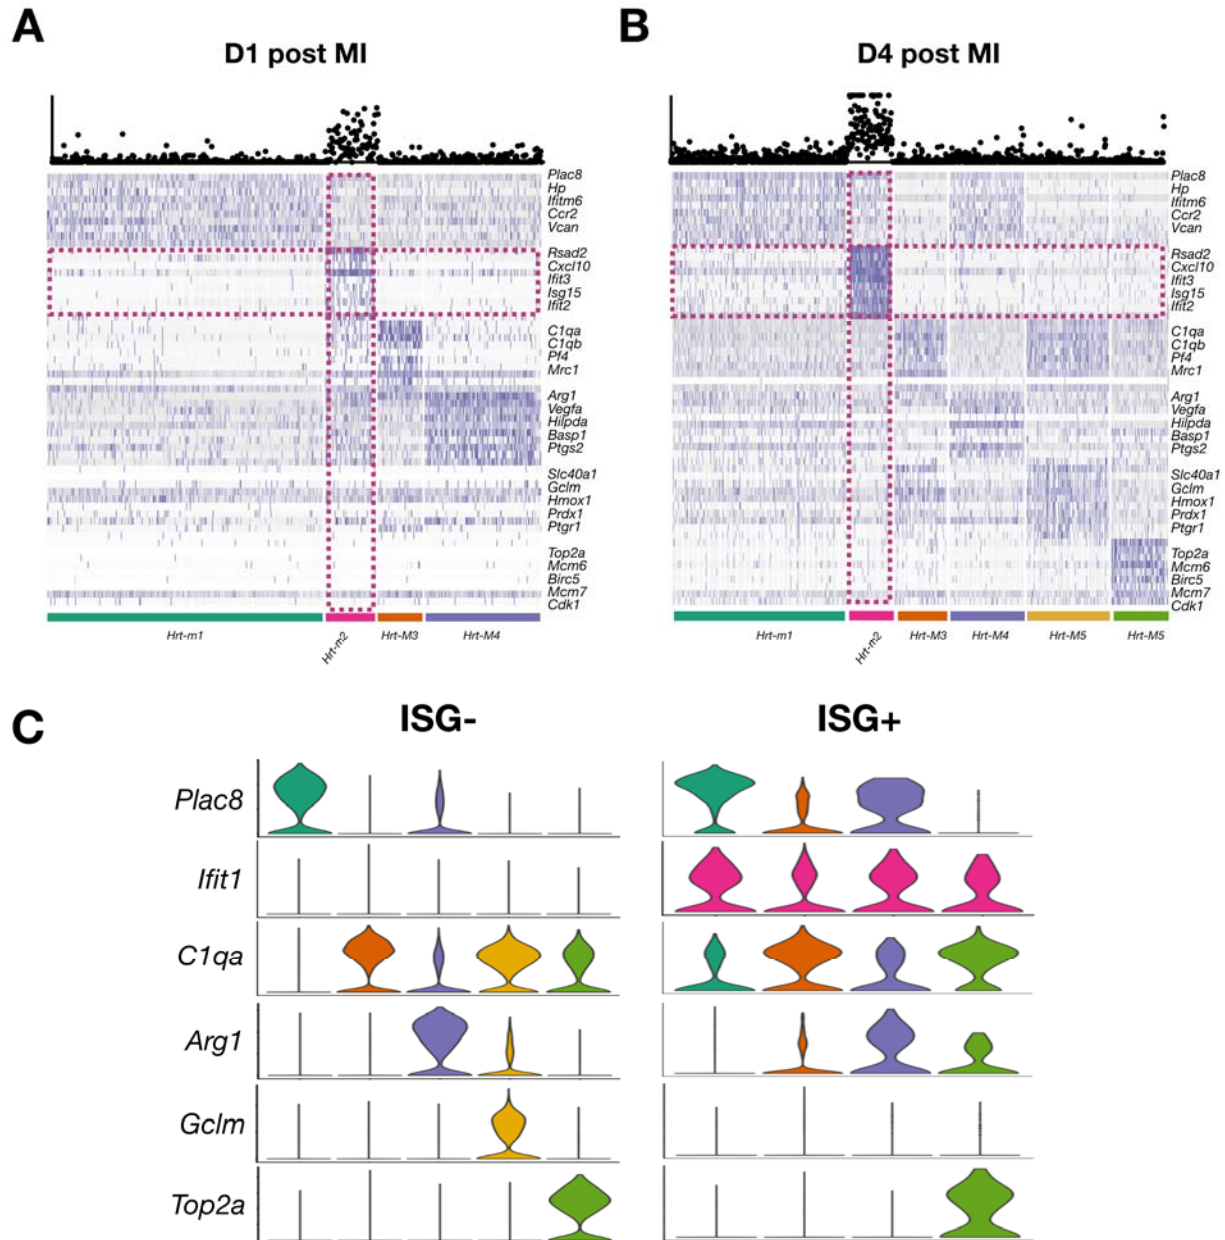 A
D1 post MI
Plac8
Hp
Ifitm6
Ccr2
Vcan
Rsad2
Cxcl10
Ifit3
Isg15
Ifit2
C1qa
C1qb
Pf4
Mrc1
Arg1
Vegfa
Hilpda
Basp1
Ptgs2
Slc40a1
Gclm
Hmox1
Prdx1
Ptgr1
Top2a
Mcm6
Birc5
Mcm7
Cdk1
Hrt-m1
Hrt-m2
Hrt-M3
Hrt-M4
B
D4 post MI
Plac8
Hp
Ifitm6
Ccr2
Vcan
Rsad2
Cxcl10
Ifit3
Isg15
Ifit2
C1qa
C1qb
Pf4
Mrc1
Arg1
Vegfa
Hilpda
Basp1
Ptgs2
Slc40a1
Gclm
Hmox1
Prdx1
Ptgr1
Top2a
Mcm6
Birc5
Mcm7
Cdk1
Hrt-m1
Hrt-m2
Hrt-M3
Hrt-M4
Hrt-M5
Hrt-M5
C
ISG-
ISG+
Plac8
Ifit1
C1qa
Arg1
Gclm
Top2a